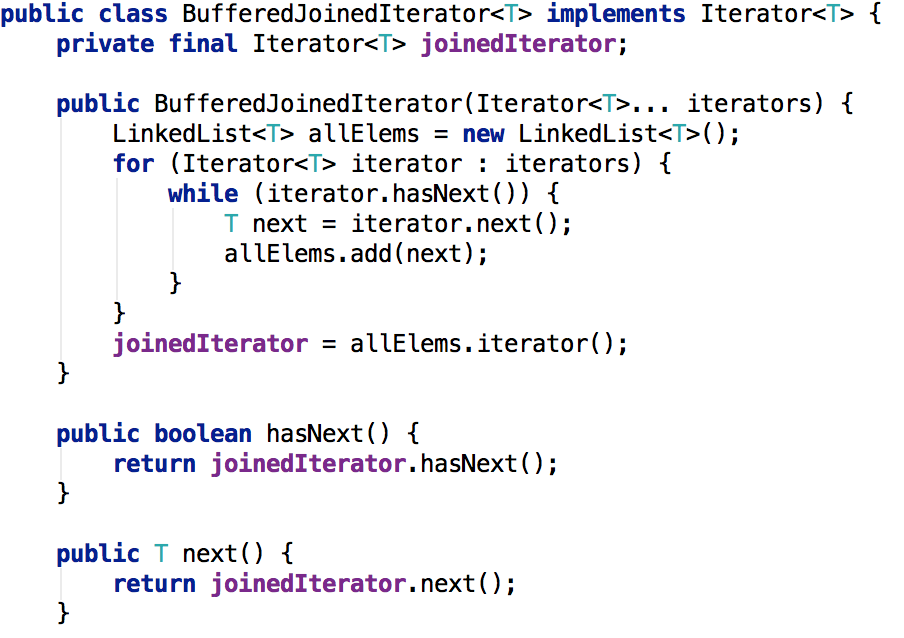 public class BufferedJoinedIterator<T> implements Iterator<T> {
    private final Iterator<T> joinedIterator;

    public BufferedJoinedIterator(Iterator<T>... iterators) {
        LinkedList<T> allElems = new LinkedList<T>();
        for (Iterator<T> iterator : iterators) {
            while (iterator.hasNext()) {
                T next = iterator.next();
                allElems.add(next);
            }
        }
        joinedIterator = allElems.iterator();
    }

    public boolean hasNext() {
        return joinedIterator.hasNext();
    }

    public T next() {
        return joinedIterator.next();
    }